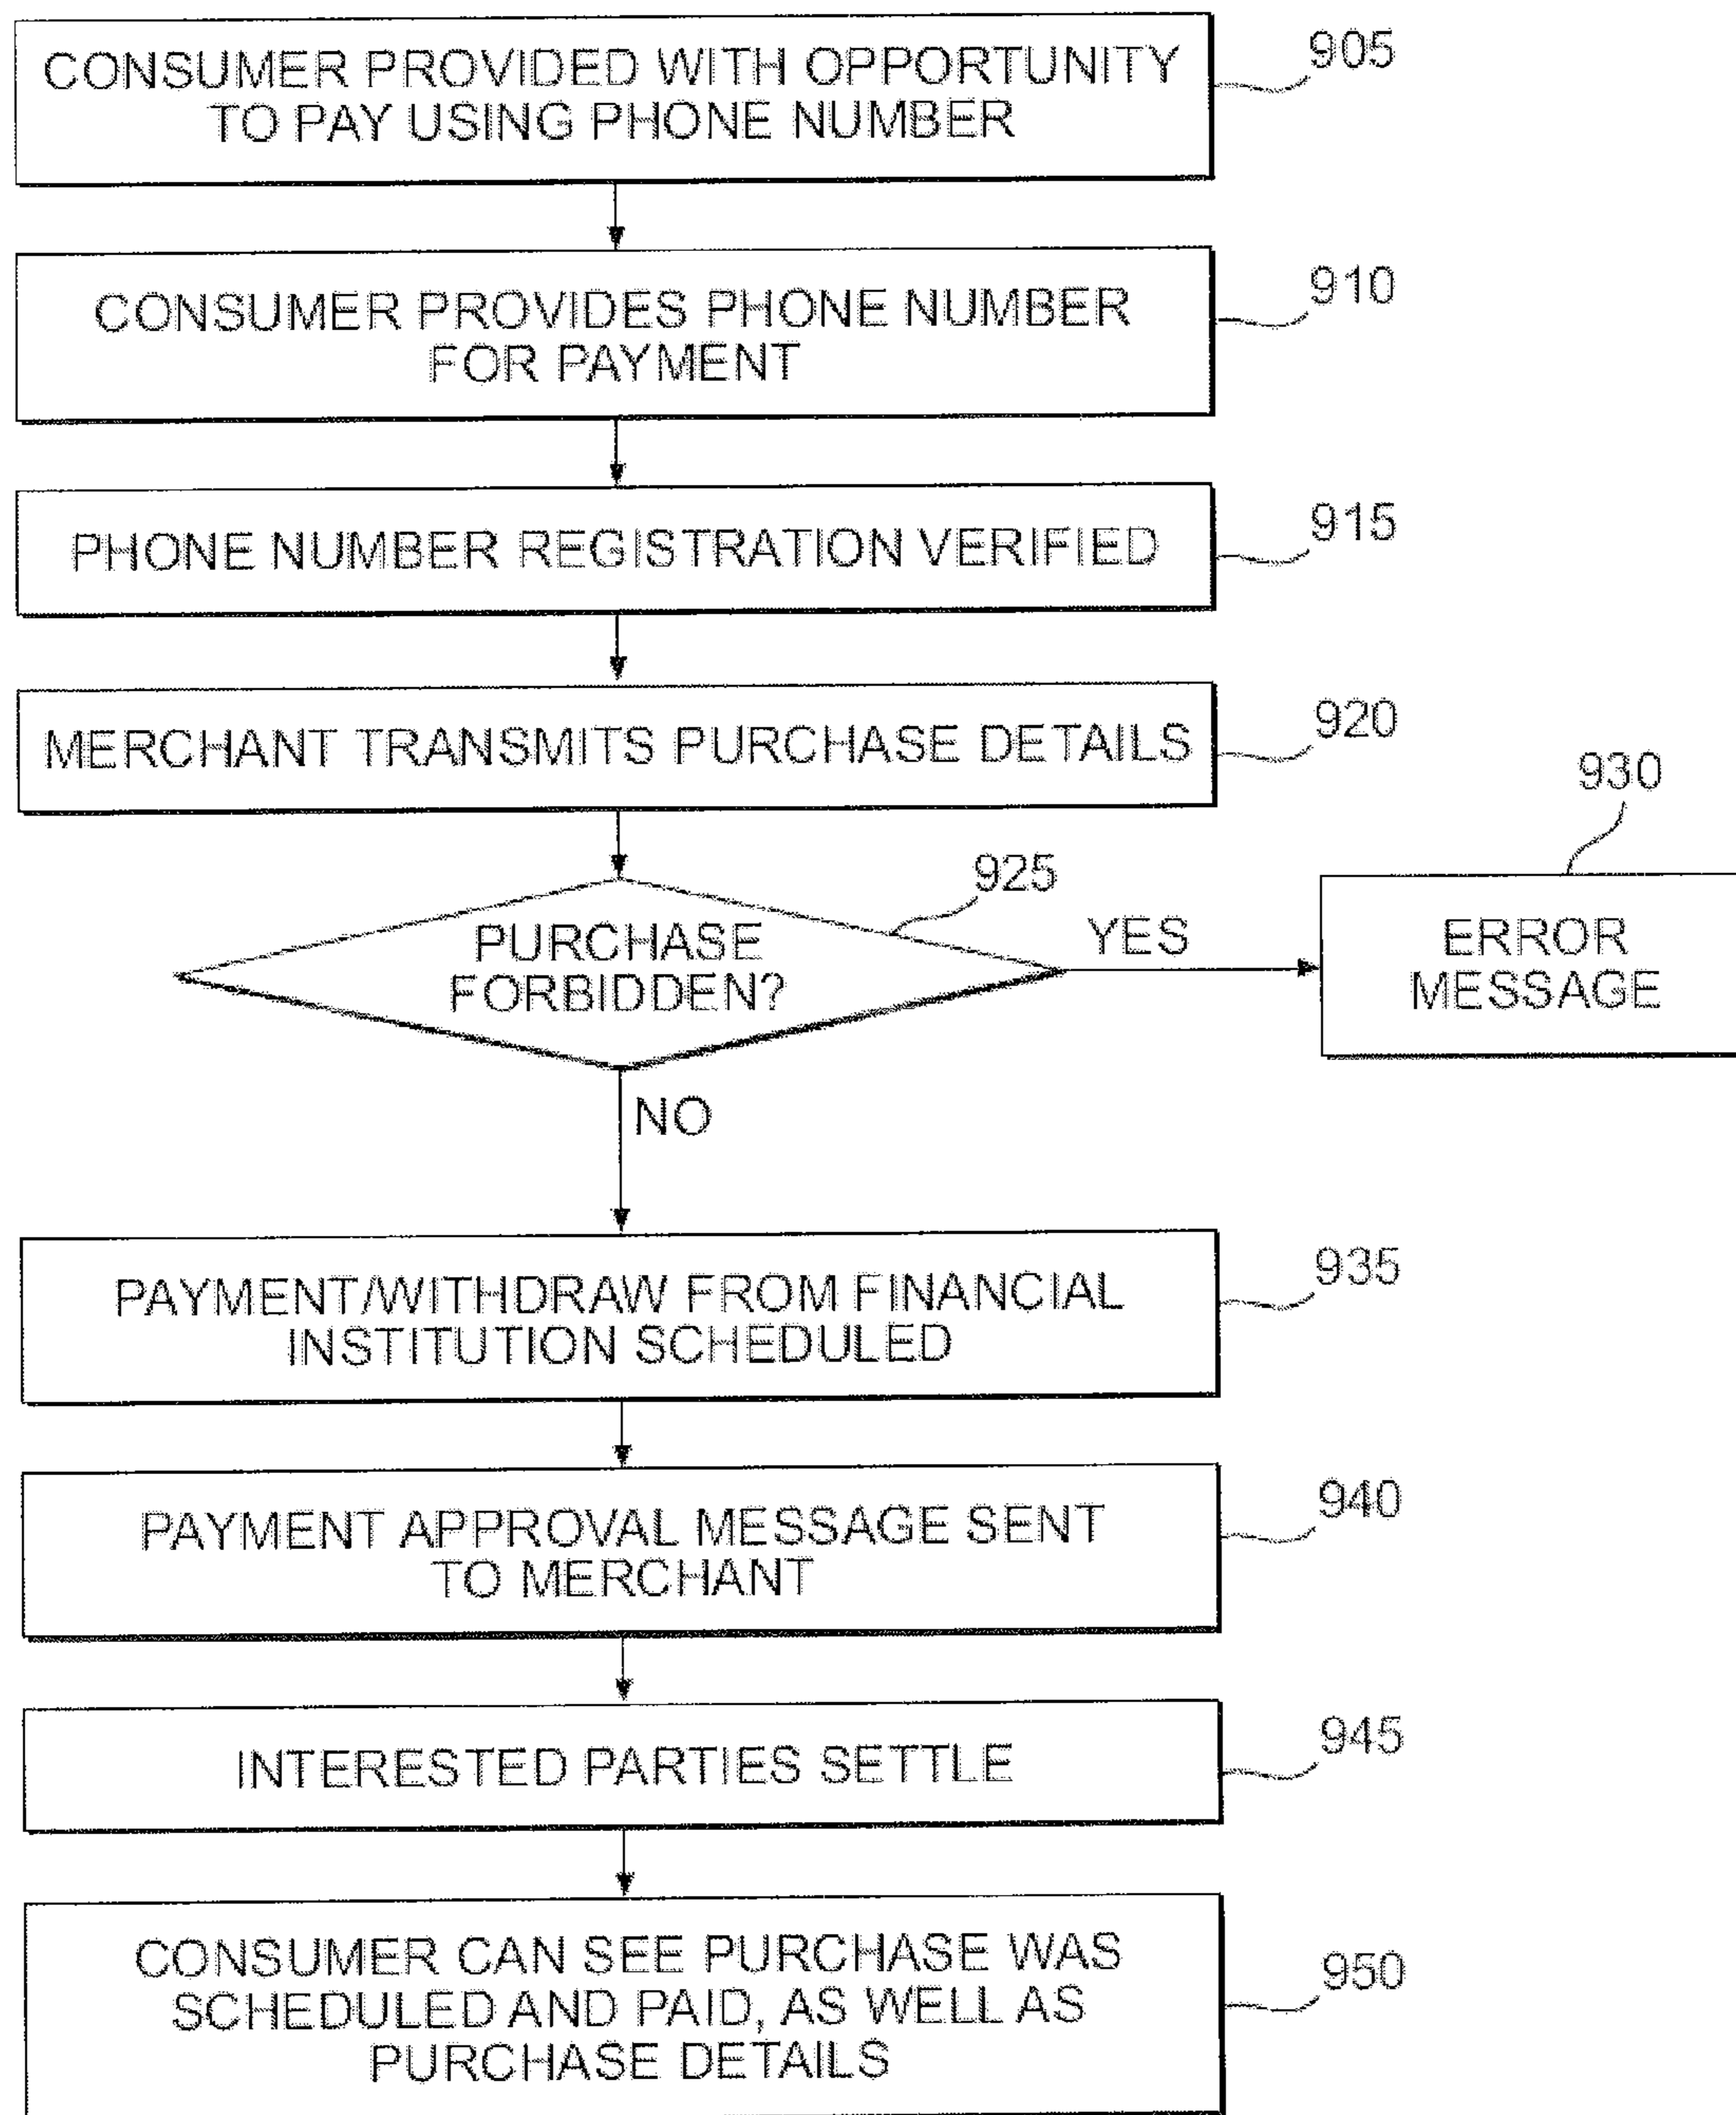 CONSUMER PROVIDED WITH OPPORTUNITY
TO PAY USING PHONE NUMBER
905
CONSUMER PROVIDES PHONE NUMBER
FOR PAYMENT
910
PHONE NUMBER REGISTRATION VERIFIED
915
MERCHANT TRANSMITS PURCHASE DETAILS
920
PURCHASE
FORBIDDEN?
925
YES
930
ERROR
MESSAGE
NO
PAYMENT/WITHDRAW FROM FINANCIAL
INSTITUTION SCHEDULED
935
PAYMENT APPROVAL MESSAGE SENT
TO MERCHANT
940
INTERESTED PARTIES SETTLE
945
CONSUMER CAN SEE PURCHASE WAS
SCHEDULED AND PAID, AS WELL AS
PURCHASE DETAILS
950